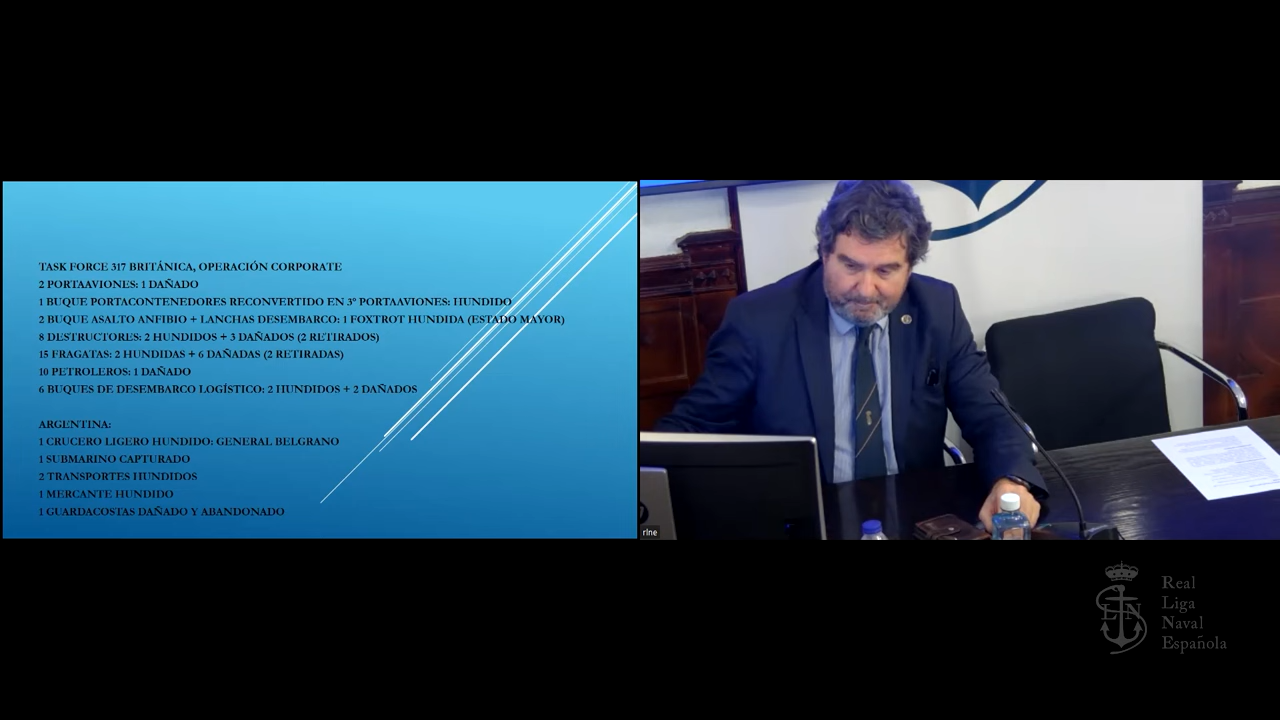 TASK FORCE 317 BRITÁNICA, OPERACIÓN CORPORATE
2 PORTAAVIONES: 1 DAÑADO
1 BUQUE PORTACONTENEDORES RECONVERTIDO EN 3º PORTAAVIONES: HUNDIDO
2 BUQUE ASALTO ANFIBIO + LANCHAS DESEMBARCO: 1 FOXTROT HUNDIDA (ESTADO MAYOR)
8 DESTRUCTORES: 2 HUNDIDOS + 3 DAÑADOS (2 RETIRADOS)
15 FRAGATAS: 2 HUNDIDAS + 6 DAÑADAS (2 RETIRADAS)
10 PETROLEROS: 1 DAÑADO
6 BUQUES DE DESEMBARCO LOGÍSTICO: 2 HUNDIDOS + 2 DAÑADOS
ARGENTINA:
1 CRUCERO LIGERO HUNDIDO: GENERAL BELGRANO
1 SUBMARINO CAPTURADO
2 TRANSPORTES HUNDIDOS
1 MERCANTE HUNDIDO
1 GUARDACOSTAS DAÑADO Y ABANDONADO
rlne
LN
Real
Liga
Naval
Española